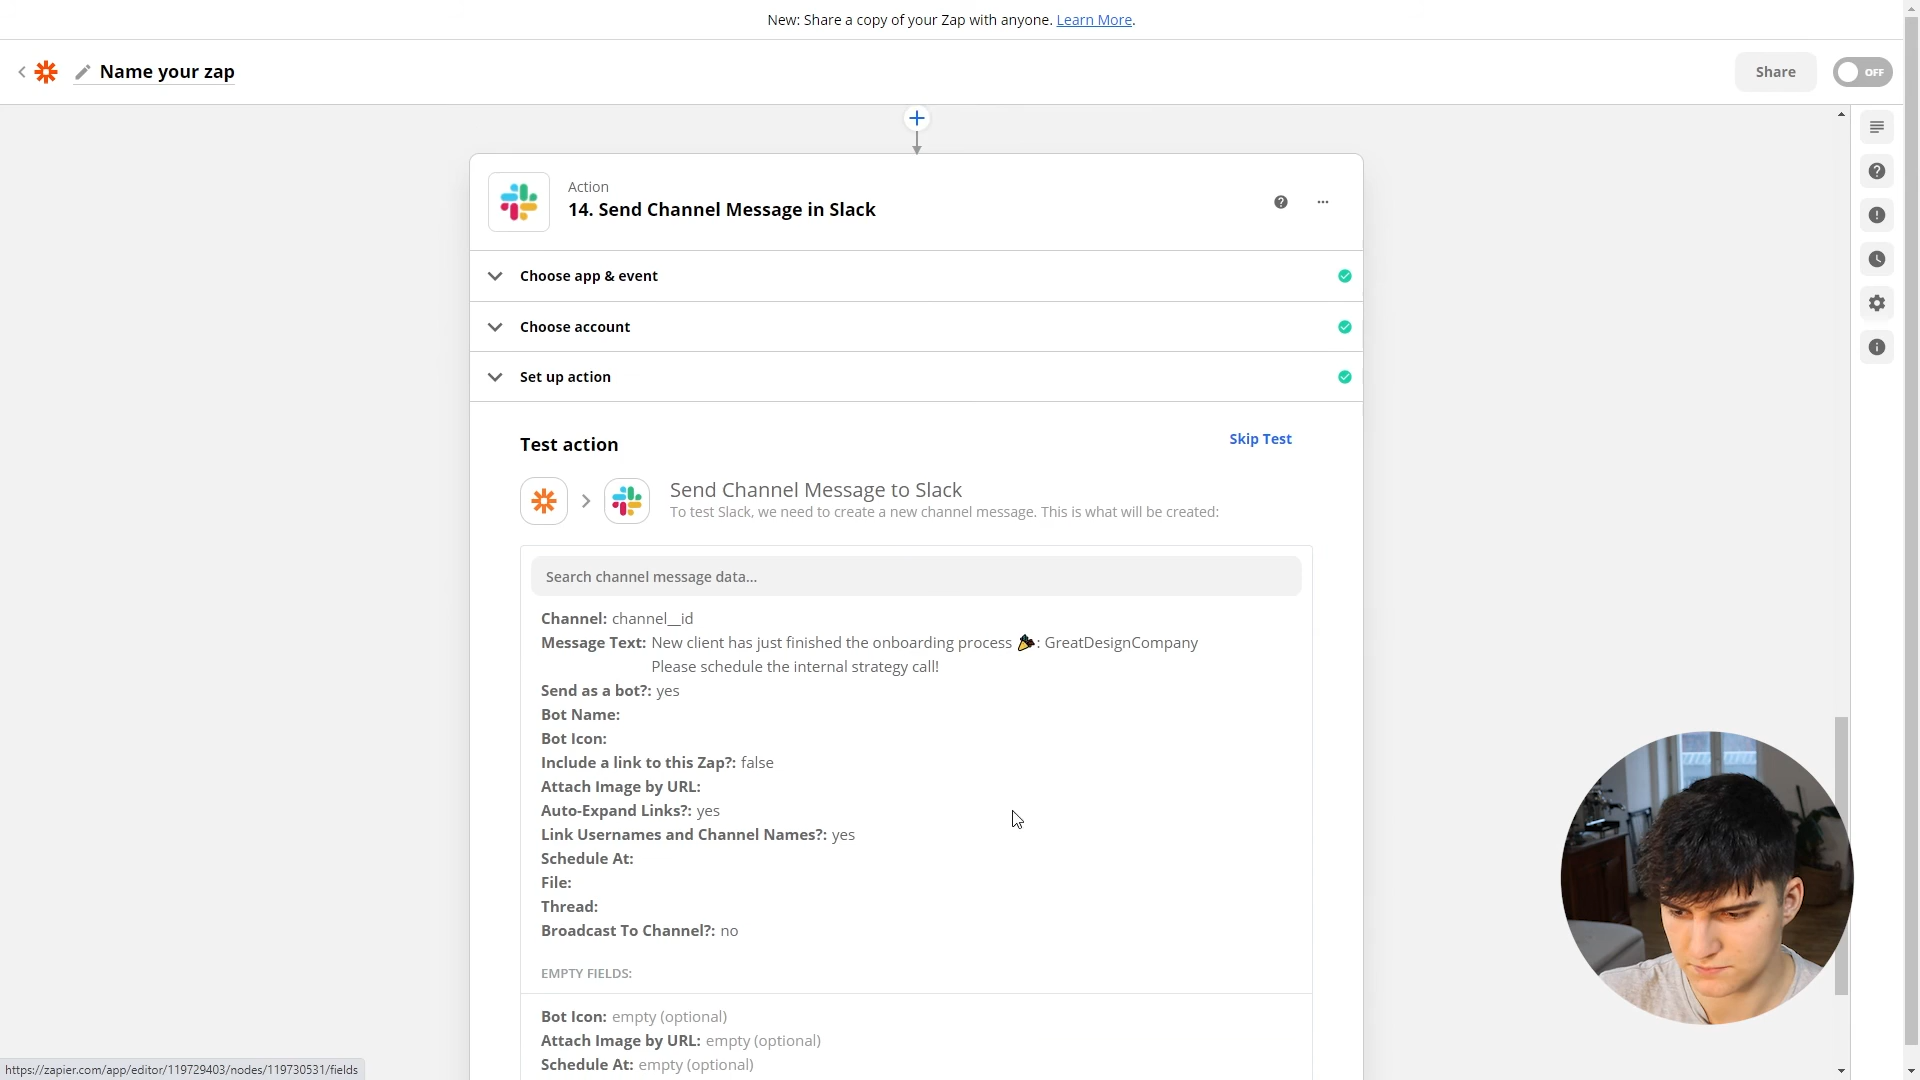 New: Share a copy of your Zap with anyone. Learn More.
Name your zap
Share
OFF
Action
14. Send Channel Message in Slack
Choose app & event
Choose account
Set up action
Test action
Skip Test
Send Channel Message to Slack
To test Slack, we need to create a new channel message. This is what will be created:
Search channel message data...
Channel: channel__id
Message Text: New client has just finished the onboarding process 🎉: GreatDesignCompany
Please schedule the internal strategy call!
Send as a bot?: yes
Bot Name:
Bot Icon:
Include a link to this Zap?: false
Attach Image by URL:
Auto-Expand Links?: yes
Link Usernames and Channel Names?: yes
Schedule At:
File:
Thread:
Broadcast To Channel?: no
EMPTY FIELDS:
Bot Icon: empty (optional)
Attach Image by URL: empty (optional)
Schedule At: empty (optional)
https://zapier.com/app/editor/119729403/nodes/119730531/fields